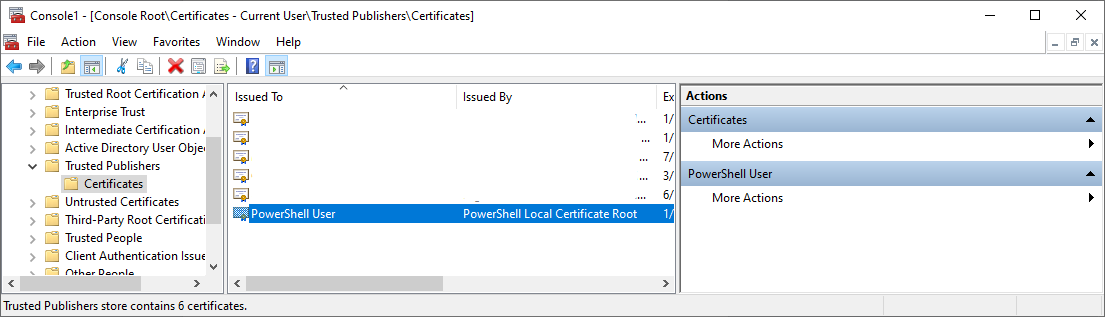 Console1 - [Console Root\Certificates - Current User\Trusted Publishers\Certificates]
File Action View Favorites Window Help
Trusted Root Certification A
Enterprise Trust
Intermediate Certification A
Active Directory User Objec
Trusted Publishers
Certificates
Untrusted Certificates
Third-Party Root Certificati
Trusted People
Client Authentication Issue
Other People
Issued To Issued By Ex
... 1/
... 1/
... 7/
... 3/
... 6/
PowerShell User PowerShell Local Certificate Root 1/
Actions
Certificates
More Actions
PowerShell User
More Actions
Trusted Publishers store contains 6 certificates.